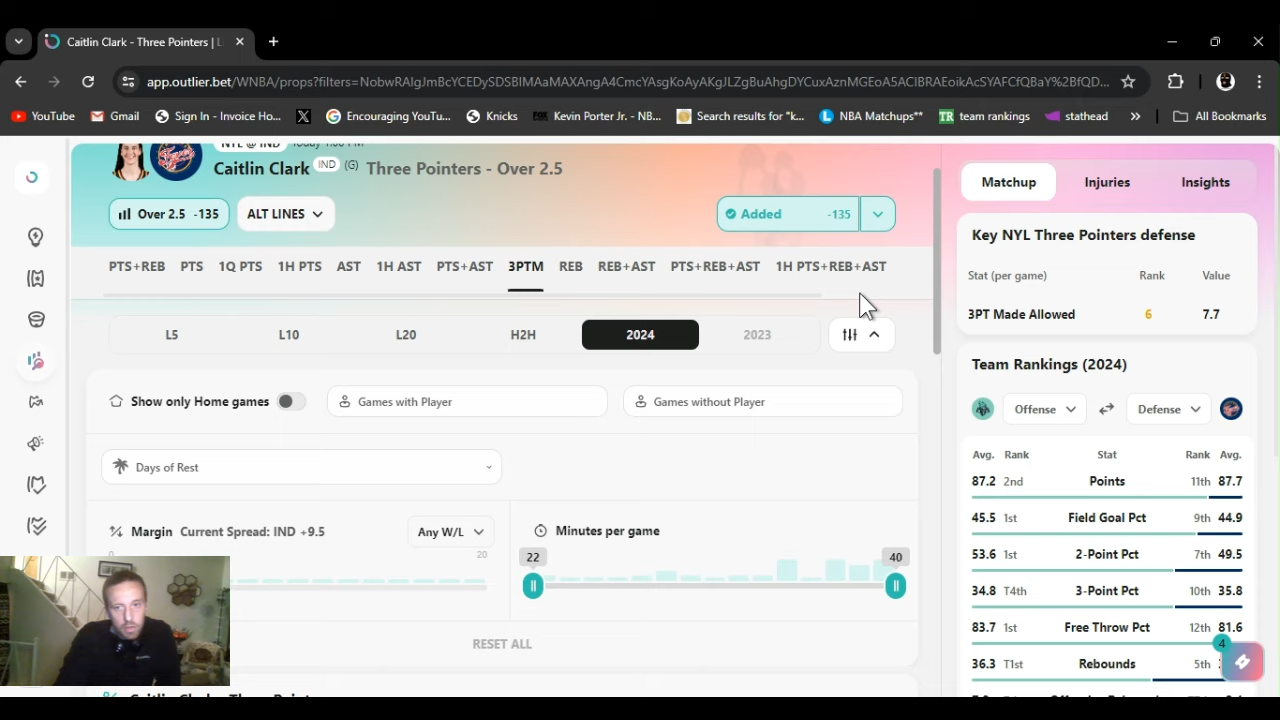 Caitlin Clark - Three Pointers | L
app.outlier.bet/WNBA/props?filters=NobwRAlgJmBcYCEDySDSBIMAaMAXAngA4CmcYAsgKoAyAKgJLZgBuAhgDYCuxAznMGEoA5ACIBRAEoikAcSYAFCfQBaY%2BfQD...
YouTube
Gmail
Sign In - Invoice Ho...
Encouraging YouTu...
Knicks
Kevin Porter Jr. - NB...
Search results for "k...
NBA Matchups**
team rankings
stathead
»
All Bookmarks
Caitlin Clark IND (G) Three Pointers - Over 2.5
Over 2.5 -135
ALT LINES
Added -135
PTS+REB PTS 1Q PTS 1H PTS AST 1H AST PTS+AST 3PTM REB REB+AST PTS+REB+AST 1H PTS+REB+AST
L5 L10 L20 H2H 2024 2023
Show only Home games
Games with Player
Games without Player
Days of Rest
Margin Current Spread: IND +9.5
Any W/L
0 20
Minutes per game
22 40
RESET ALL
Matchup Injuries Insights
Key NYL Three Pointers defense
Stat (per game) Rank Value
3PT Made Allowed 6 7.7
Team Rankings (2024)
Offense Defense
Avg. Rank Stat Rank Avg.
87.2 2nd Points 11th 87.7
45.5 1st Field Goal Pct 9th 44.9
53.6 1st 2-Point Pct 7th 49.5
34.8 T4th 3-Point Pct 10th 35.8
83.7 1st Free Throw Pct 12th 81.6
36.3 T1st Rebounds 5th
4